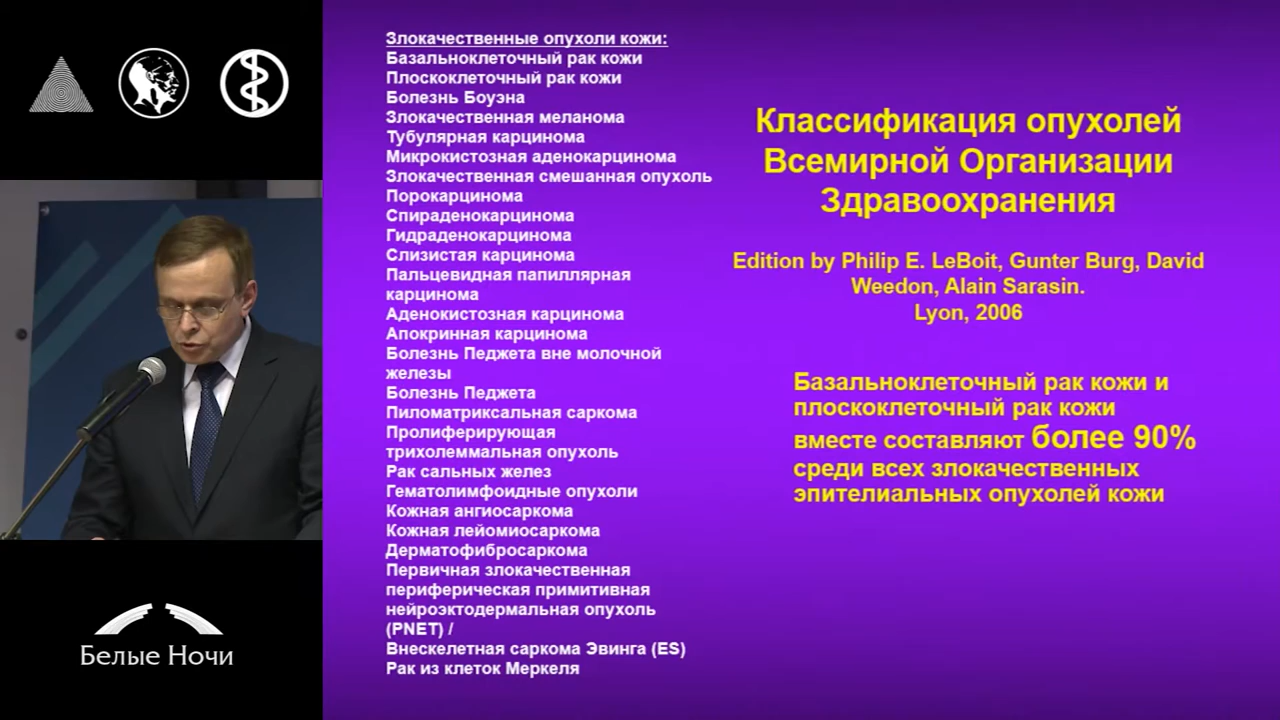 Злокачественные опухоли кожи:
Базальноклеточный рак кожи
Плоскоклеточный рак кожи
Болезнь Боуэна
Злокачественная меланома
Тубулярная карцинома
Микрокистозная аденокарцинома
Злокачественная смешанная опухоль
Порокарцинома
Спираденокарцинома
Гидраденокарцинома
Слизистая карцинома
Пальцевидная папиллярная
карцинома
Аденокистозная карцинома
Апокринная карцинома
Болезнь Педжета вне молочной
железы
Болезнь Педжета
Пиломатриксальная саркома
Пролиферирующая
трихолеммальная опухоль
Рак сальных желез
Гематолимфоидные опухоли
Кожная ангиосаркома
Кожная лейомиосаркома
Дерматофибросаркома
Первичная злокачественная
периферическая примитивная
нейроэктодермальная опухоль
(PNET) /
Внескелетная саркома Эвинга (ES)
Рак из клеток Меркеля
Классификация опухолей
Всемирной Организации
Здравоохранения
Edition by Philip E. LeBoit, Gunter Burg, David
Weedon, Alain Sarasin.
Lyon, 2006
Базальноклеточный рак кожи и
плоскоклеточный рак кожи
вместе составляют более 90%
среди всех злокачественных
эпителиальных опухолей кожи
Белые Ночи